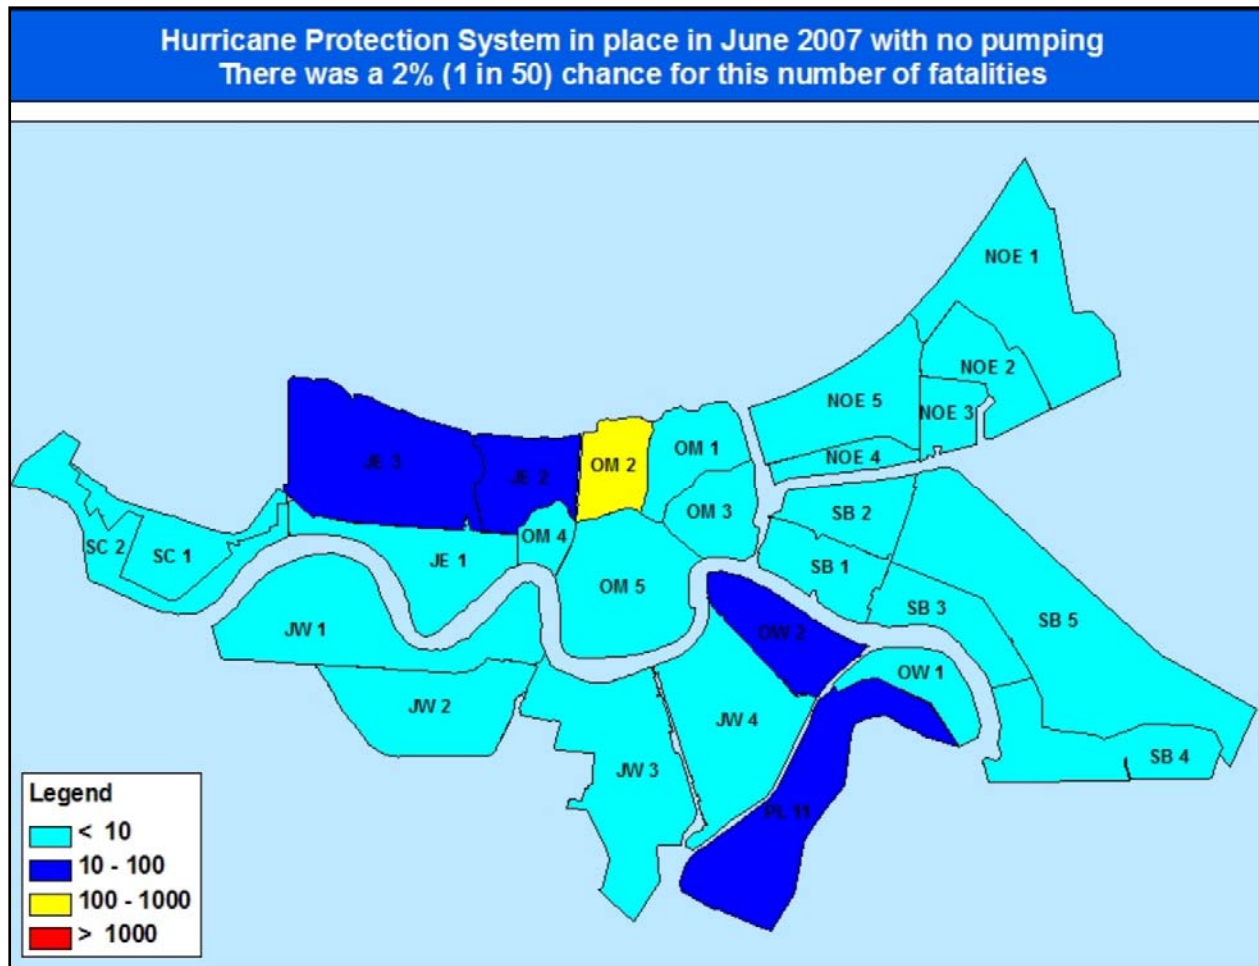 Hurricane Protection System in place in June 2007 with no pumping
There was a 2% (1 in 50) chance for this number of fatalities
NOE 1
NOE 2
NOE 5
NOE 3
NOE 4
OM 1
JE 3
JE 2
OM 2
OM 3
SB 2
OM 4
SC 2
SC 1
JE 1
SB 1
OM 5
SB 3
SB 5
JW 1
OW 2
OW 1
JW 2
JW 4
SB 4
JW 3
PL 11
Legend
< 10
10 - 100
100 - 1000
> 1000